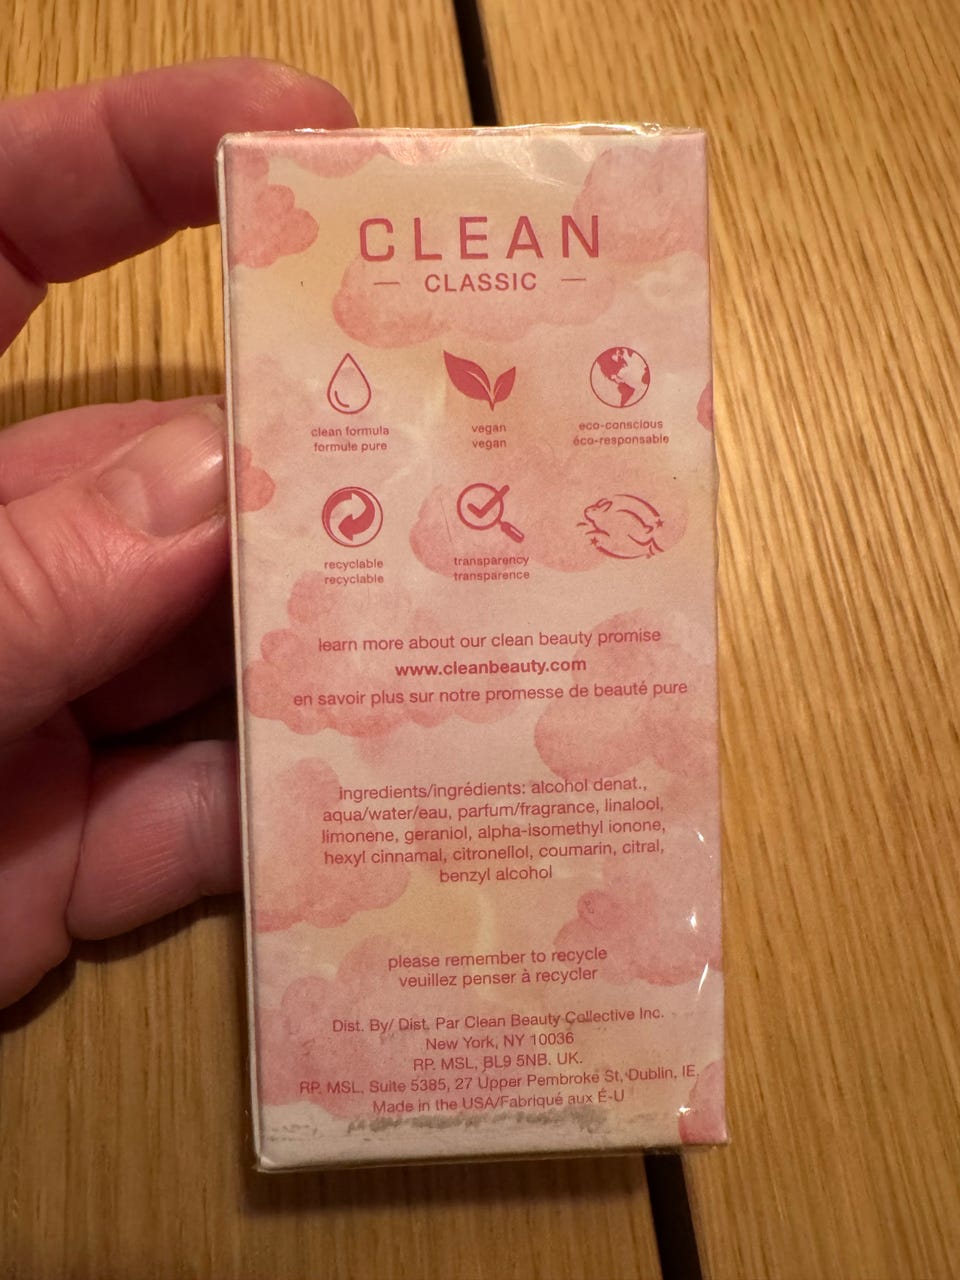 CLEAN
— CLASSIC —
clean formula
formule pure
vegan
vegan
eco-conscious
éco-responsable
recyclable
recyclable
transparency
transparence
learn more about our clean beauty promise
www.cleanbeauty.com
en savoir plus sur notre promesse de beauté pure
ingredients/ingrédients: alcohol denat.,
aqua/water/eau, parfum/fragrance, linalool,
limonene, geraniol, alpha-isomethyl ionone,
hexyl cinnamal, citronellol, coumarin, citral,
benzyl alcohol
please remember to recycle
veuillez penser à recycler
Dist. By/ Dist. Par Clean Beauty Collective Inc.
New York, NY 10036
RP. MSL, BL9 5NB. UK.
RP. MSL, Suite 5385, 27 Upper Pembroke St, Dublin, IE.
Made in the USA/Fabriqué aux É-U